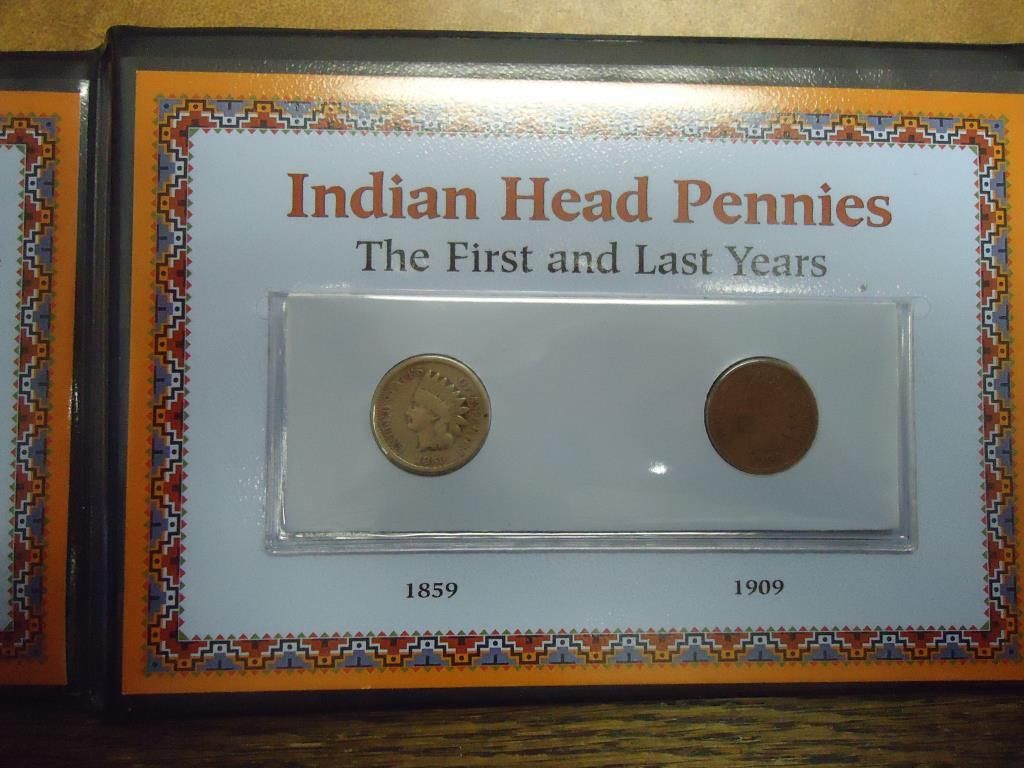 Indian Head Pennies
The First and Last Years
1859
1909